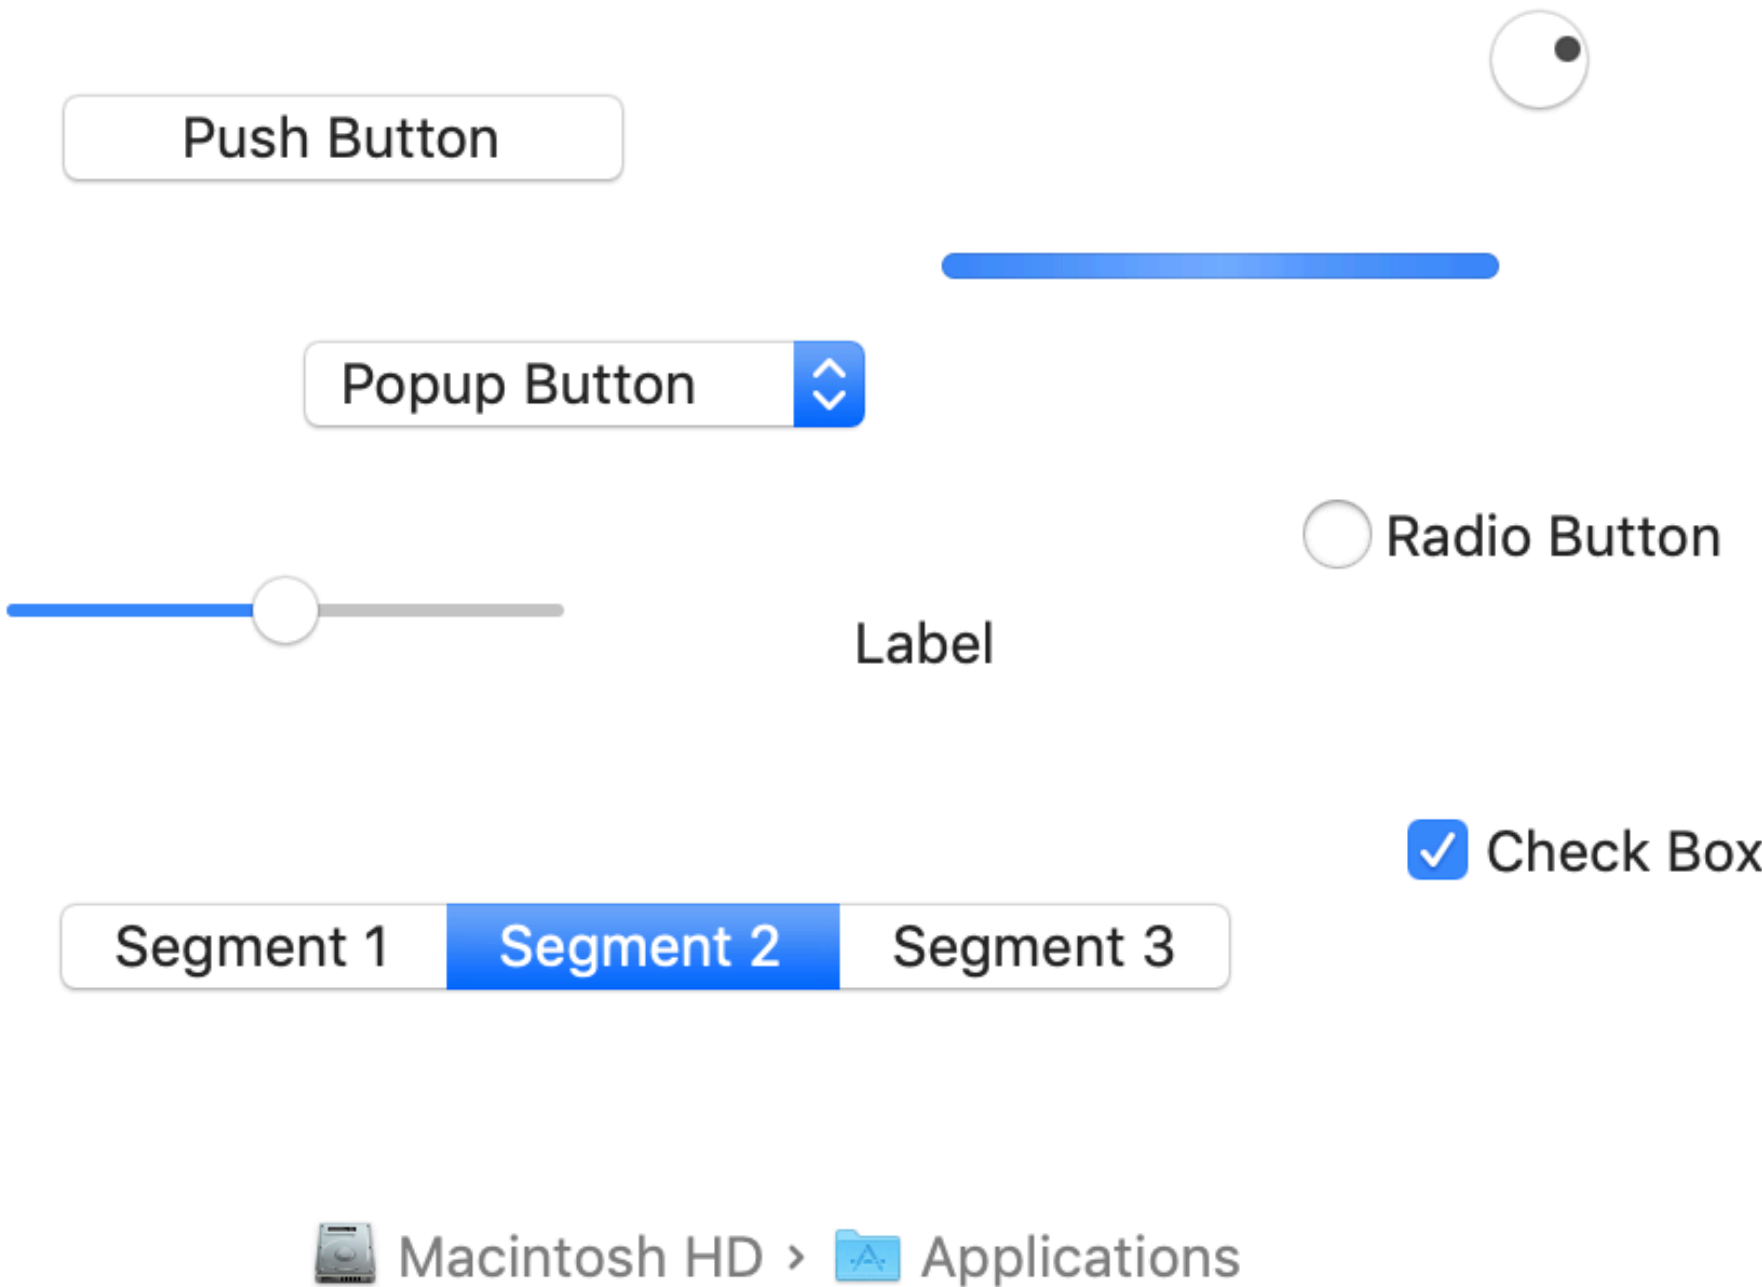 Push Button
Popup Button
Radio Button
Label
Check Box
Segment 1 Segment 2 Segment 3
Macintosh HD › Applications